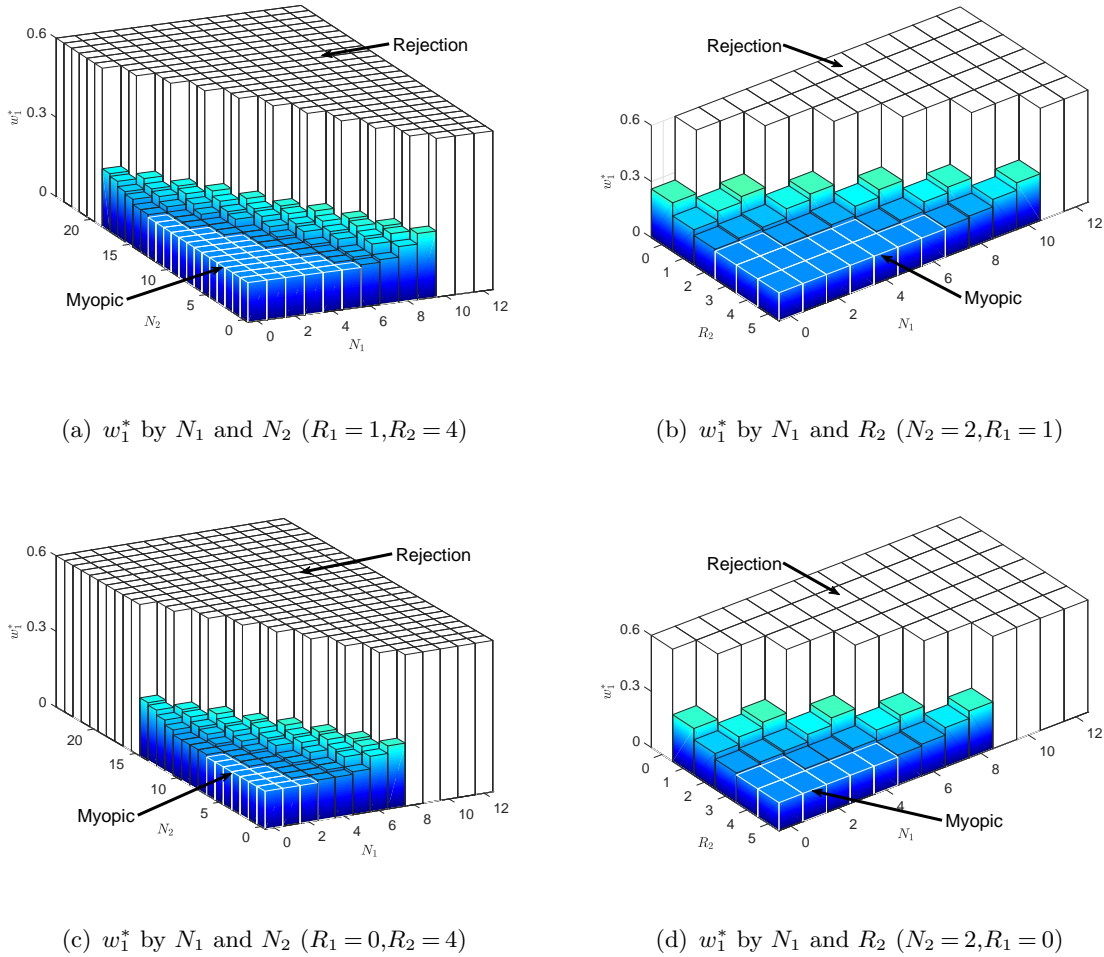 Rejection
0.6
0.3
0
w₁*
20
15
10
5
0
N₂
Myopic
0
2
4
6
8
10
12
N₁
(a) w₁* by N₁ and N₂ (R₁ = 1,R₂ = 4)
Rejection
0.6
0.3
0
w₁*
0
1
2
3
4
5
R₂
Myopic
0
2
4
6
8
10
12
N₁
(b) w₁* by N₁ and R₂ (N₂ = 2,R₁ = 1)
Rejection
0.6
0.3
0
w₁*
20
15
10
5
0
N₂
Myopic
0
2
4
6
8
10
12
N₁
(c) w₁* by N₁ and N₂ (R₁ = 0,R₂ = 4)
Rejection
0.6
0.3
0
w₁*
0
1
2
3
4
5
R₂
Myopic
0
2
4
6
8
10
12
N₁
(d) w₁* by N₁ and R₂ (N₂ = 2,R₁ = 0)